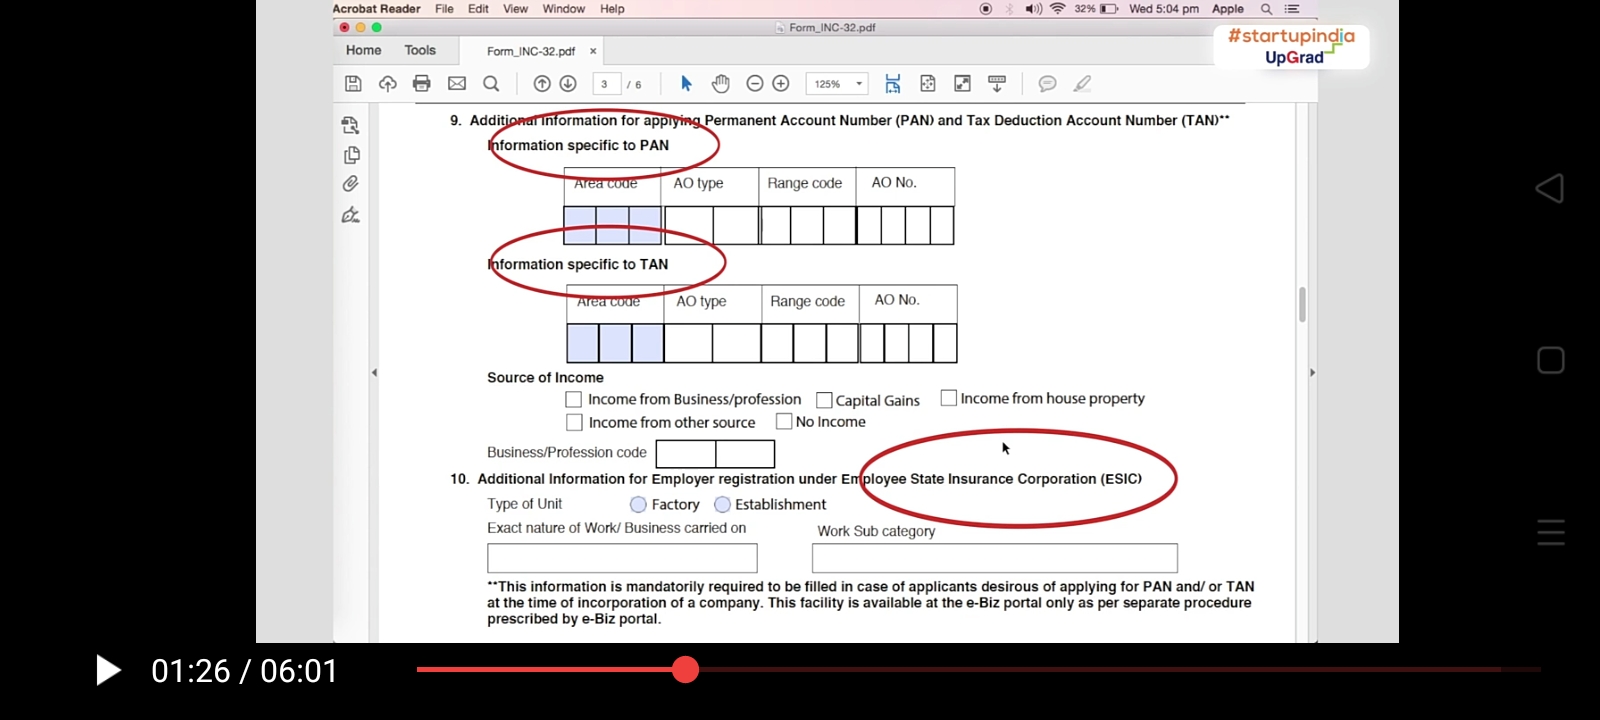 Acrobat Reader File Edit View Window Help 32% Wed 5:04 pm Apple
Form_INC-32.pdf
#startupindia
UpGrad
Home Tools Form_INC-32.pdf ×
3 / 6 125%
9. Additional Information for applying Permanent Account Number (PAN) and Tax Deduction Account Number (TAN)**
Information specific to PAN
Area code AO type Range code AO No.
Information specific to TAN
Area code AO type Range code AO No.
Source of Income
Income from Business/profession Capital Gains Income from house property
Income from other source No Income
Business/Profession code
10. Additional Information for Employer registration under Employee State Insurance Corporation (ESIC)
Type of Unit Factory Establishment
Exact nature of Work/ Business carried on Work Sub category
**This information is mandatorily required to be filled in case of applicants desirous of applying for PAN and/ or TAN
at the time of incorporation of a company. This facility is available at the e-Biz portal only as per separate procedure
prescribed by e-Biz portal.
01:26 / 06:01